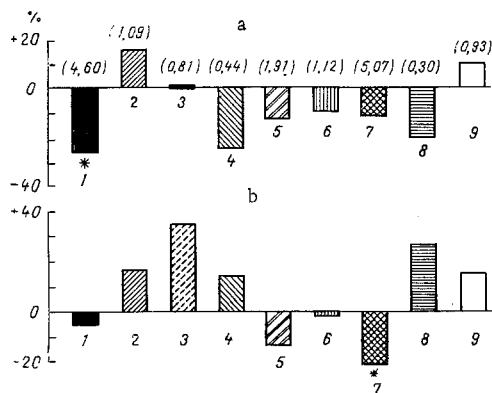 % a
+20 (4,60) (1,09) (0,81) (0,44) (1,91) (1,12) (5,07) (0,30) (0,93)
0
2 3 5 6 7 9
4 8
* 1
−40
b
+40
0
1 2 3 4 6 8 9
5
−20
* 7